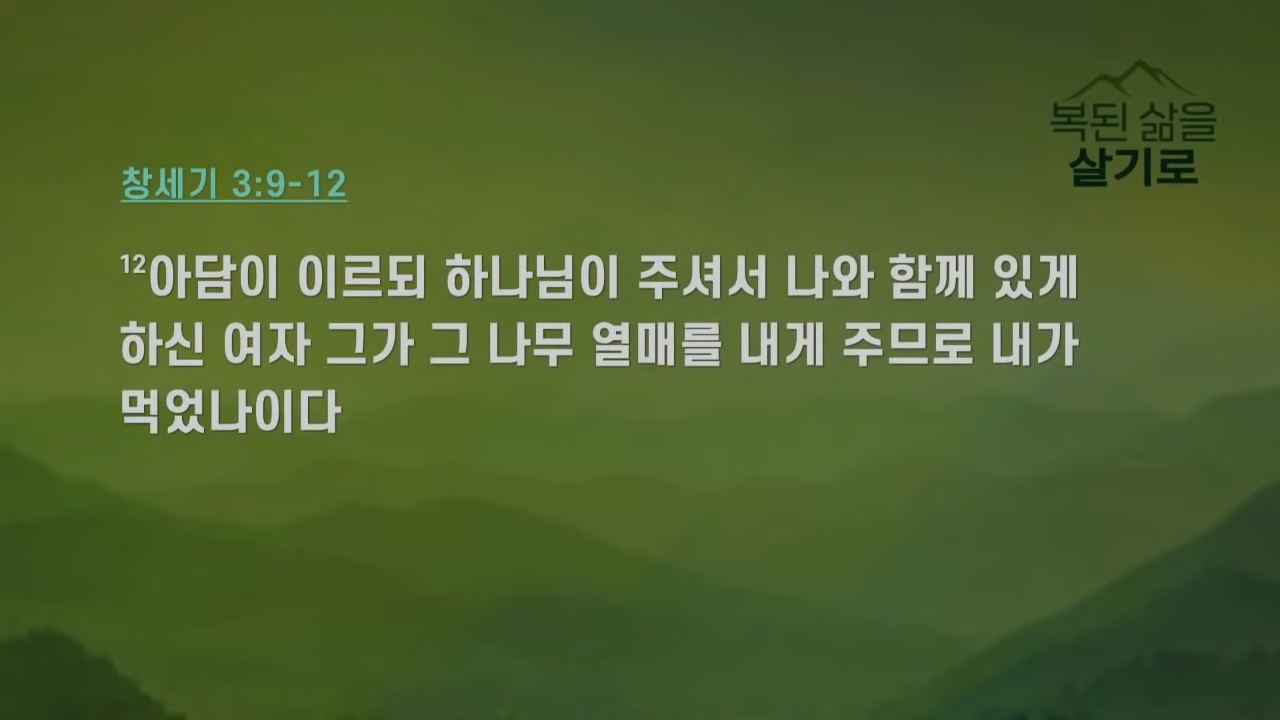 복된 삶을
살기로
창세기 3:9-12
12아담이 이르되 하나님이 주셔서 나와 함께 있게
하신 여자 그가 그 나무 열매를 내게 주므로 내가
먹었나이다